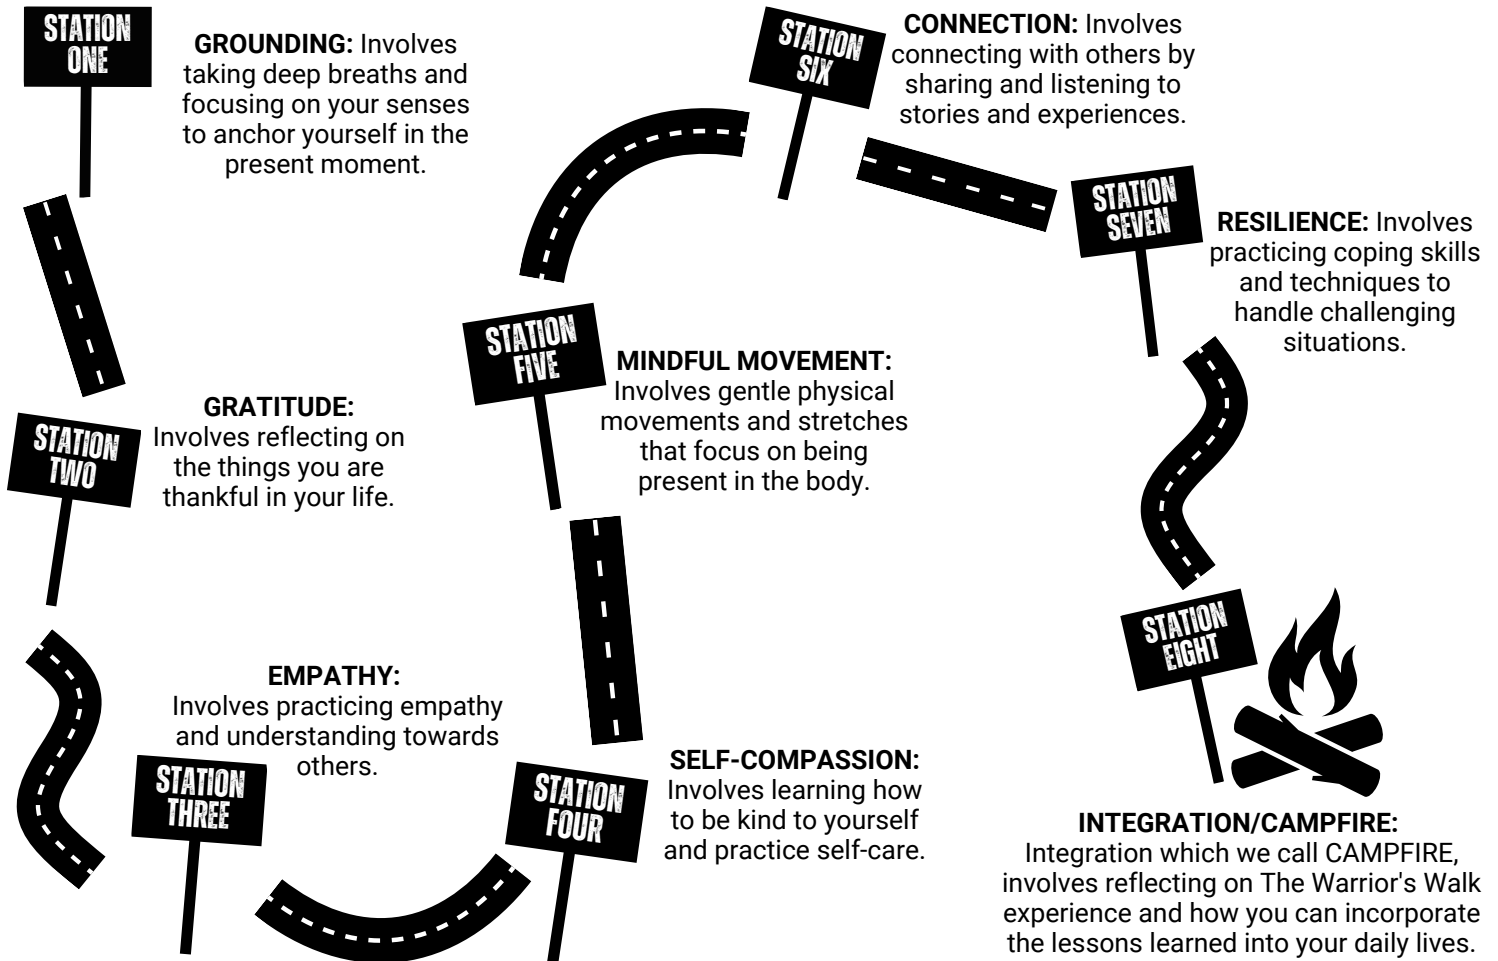 STATION
ONE
GROUNDING: Involves
taking deep breaths and
focusing on your senses
to anchor yourself in the
present moment.
STATION
TWO
GRATITUDE:
Involves reflecting on
the things you are
thankful in your life.
STATION
THREE
EMPATHY:
Involves practicing empathy
and understanding towards
others.
STATION
FOUR
SELF-COMPASSION:
Involves learning how
to be kind to yourself
and practice self-care.
STATION
FIVE
MINDFUL MOVEMENT:
Involves gentle physical
movements and stretches
that focus on being
present in the body.
STATION
SIX
CONNECTION: Involves
connecting with others by
sharing and listening to
stories and experiences.
STATION
SEVEN
RESILIENCE: Involves
practicing coping skills
and techniques to
handle challenging
situations.
STATION
EIGHT
INTEGRATION/CAMPFIRE:
Integration which we call CAMPFIRE,
involves reflecting on The Warrior's Walk
experience and how you can incorporate
the lessons learned into your daily lives.